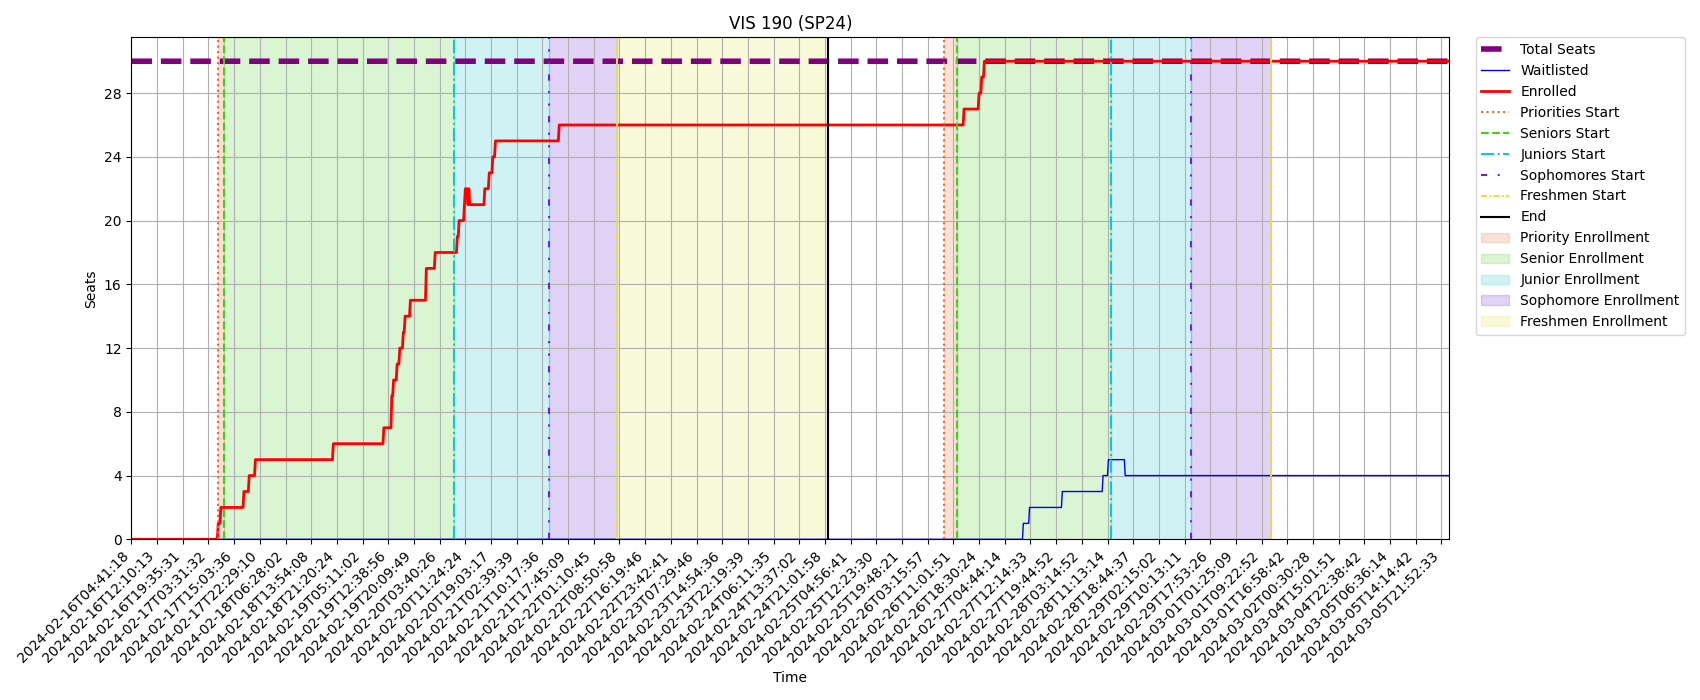 VIS 190 (SP24)
Seats
28
24
20
16
12
8
4
0
2024-02-16T04:41:18
2024-02-16T12:10:13
2024-02-16T19:35:31
2024-02-17T03:31:32
2024-02-17T15:03:36
2024-02-17T22:29:10
2024-02-18T06:28:02
2024-02-18T13:54:08
2024-02-18T21:20:24
2024-02-19T05:11:02
2024-02-19T12:38:56
2024-02-19T20:09:49
2024-02-20T03:40:26
2024-02-20T11:24:24
2024-02-20T19:03:17
2024-02-21T02:39:39
2024-02-21T10:17:36
2024-02-21T17:45:09
2024-02-22T01:10:45
2024-02-22T08:50:58
2024-02-22T16:19:46
2024-02-22T23:42:41
2024-02-23T07:29:46
2024-02-23T14:54:36
2024-02-23T22:19:39
2024-02-24T06:11:35
2024-02-24T13:37:02
2024-02-24T21:01:58
2024-02-25T04:56:41
2024-02-25T12:23:30
2024-02-25T19:48:21
2024-02-26T03:15:57
2024-02-26T11:01:51
2024-02-26T18:30:24
2024-02-27T04:44:14
2024-02-27T12:14:33
2024-02-27T19:44:52
2024-02-28T03:14:52
2024-02-28T11:13:14
2024-02-28T18:44:37
2024-02-29T02:15:02
2024-02-29T10:13:11
2024-02-29T17:53:26
2024-03-01T01:25:09
2024-03-01T09:22:52
2024-03-01T16:58:42
2024-03-02T00:30:28
2024-03-04T15:01:51
2024-03-04T22:38:42
2024-03-05T06:36:14
2024-03-05T14:14:42
2024-03-05T21:52:33
Time
Total Seats
Waitlisted
Enrolled
Priorities Start
Seniors Start
Juniors Start
Sophomores Start
Freshmen Start
End
Priority Enrollment
Senior Enrollment
Junior Enrollment
Sophomore Enrollment
Freshmen Enrollment